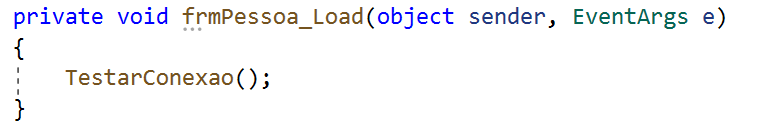 private void frmPessoa_Load(object sender, EventArgs e)
{
    TestarConexao();
}